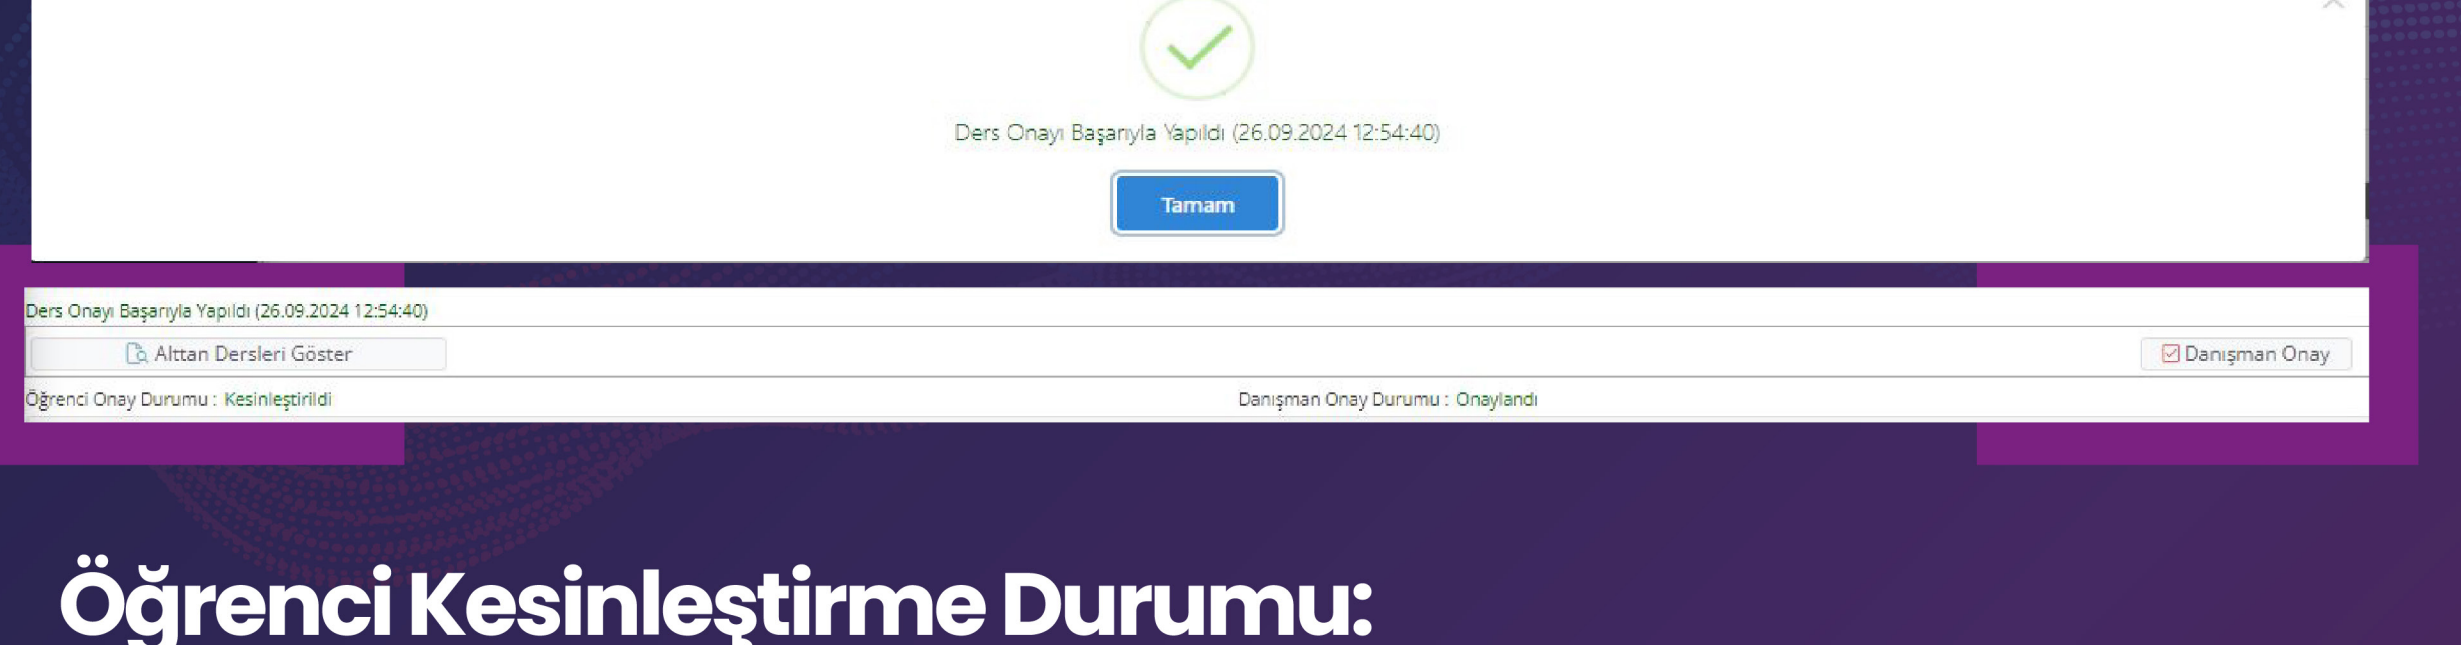 Ders Onayı Başarıyla Yapıldı (26.09.2024 12:54:40)
Tamam
Ders Onayı Başarıyla Yapıldı (26.09.2024 12:54:40)
Alttan Dersleri Göster
Danışman Onay
Öğrenci Onay Durumu : Kesinleştirildi
Danışman Onay Durumu : Onaylandı
Öğrenci Kesinleştirme Durumu: